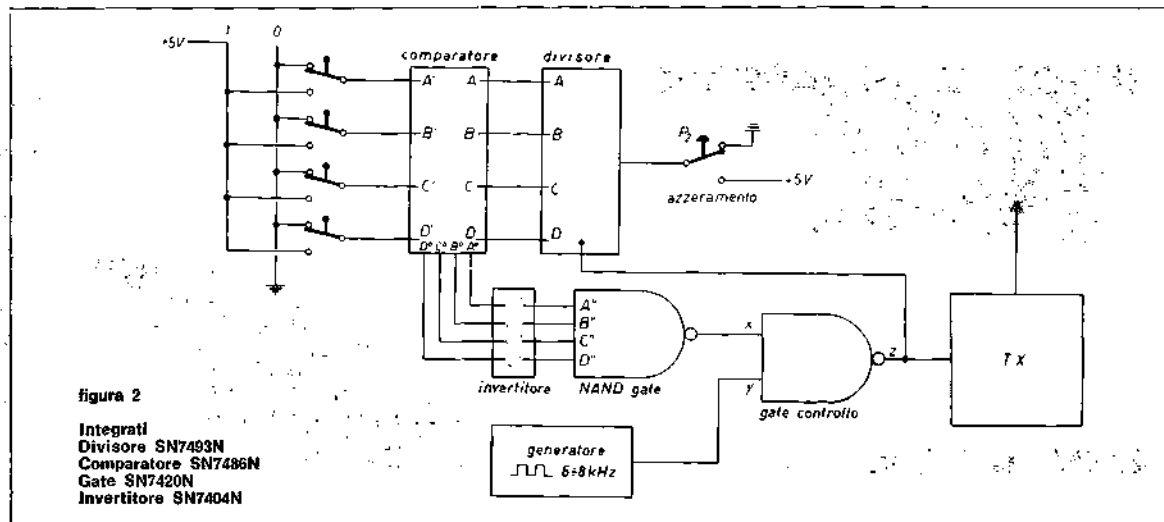 1 0
+5V
comparatore divisore
A' A A
B' B B
C' C C
D' D D
D° C° B° A°
P2
+5V
azzeramento
A"
B"
C"
D"
invertitore
NAND gate
x
y
z
gate controllo
TX
generatore
6÷8kHz
figura 2
Integrati
Divisore SN7493N
Comparatore SN7486N
Gate SN7420N
Invertitore SN7404N